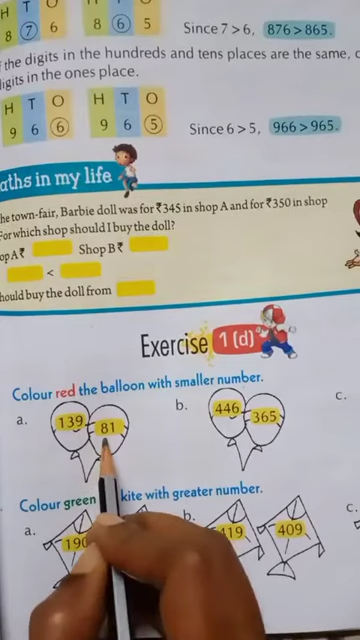 H T O H T O
8 7 6 8 6 5 Since 7 > 6, 876 > 865.
the digits in the hundreds and tens places are the same,
digits in the ones place.
H T O H T O
9 6 6 9 6 5 Since 6 > 5, 966 > 965.
aths in my life
he town-fair, Barbie doll was for ₹345 in shop A and for ₹350 in shop
For which shop should I buy the doll?
op A ₹ Shop B ₹
<
hould buy the doll from
Exercise 1 (d)
Colour red the balloon with smaller number.
a. 139 81 b. 446 365 c.
Colour green kite with greater number.
a. 190 b. 419 409 c.